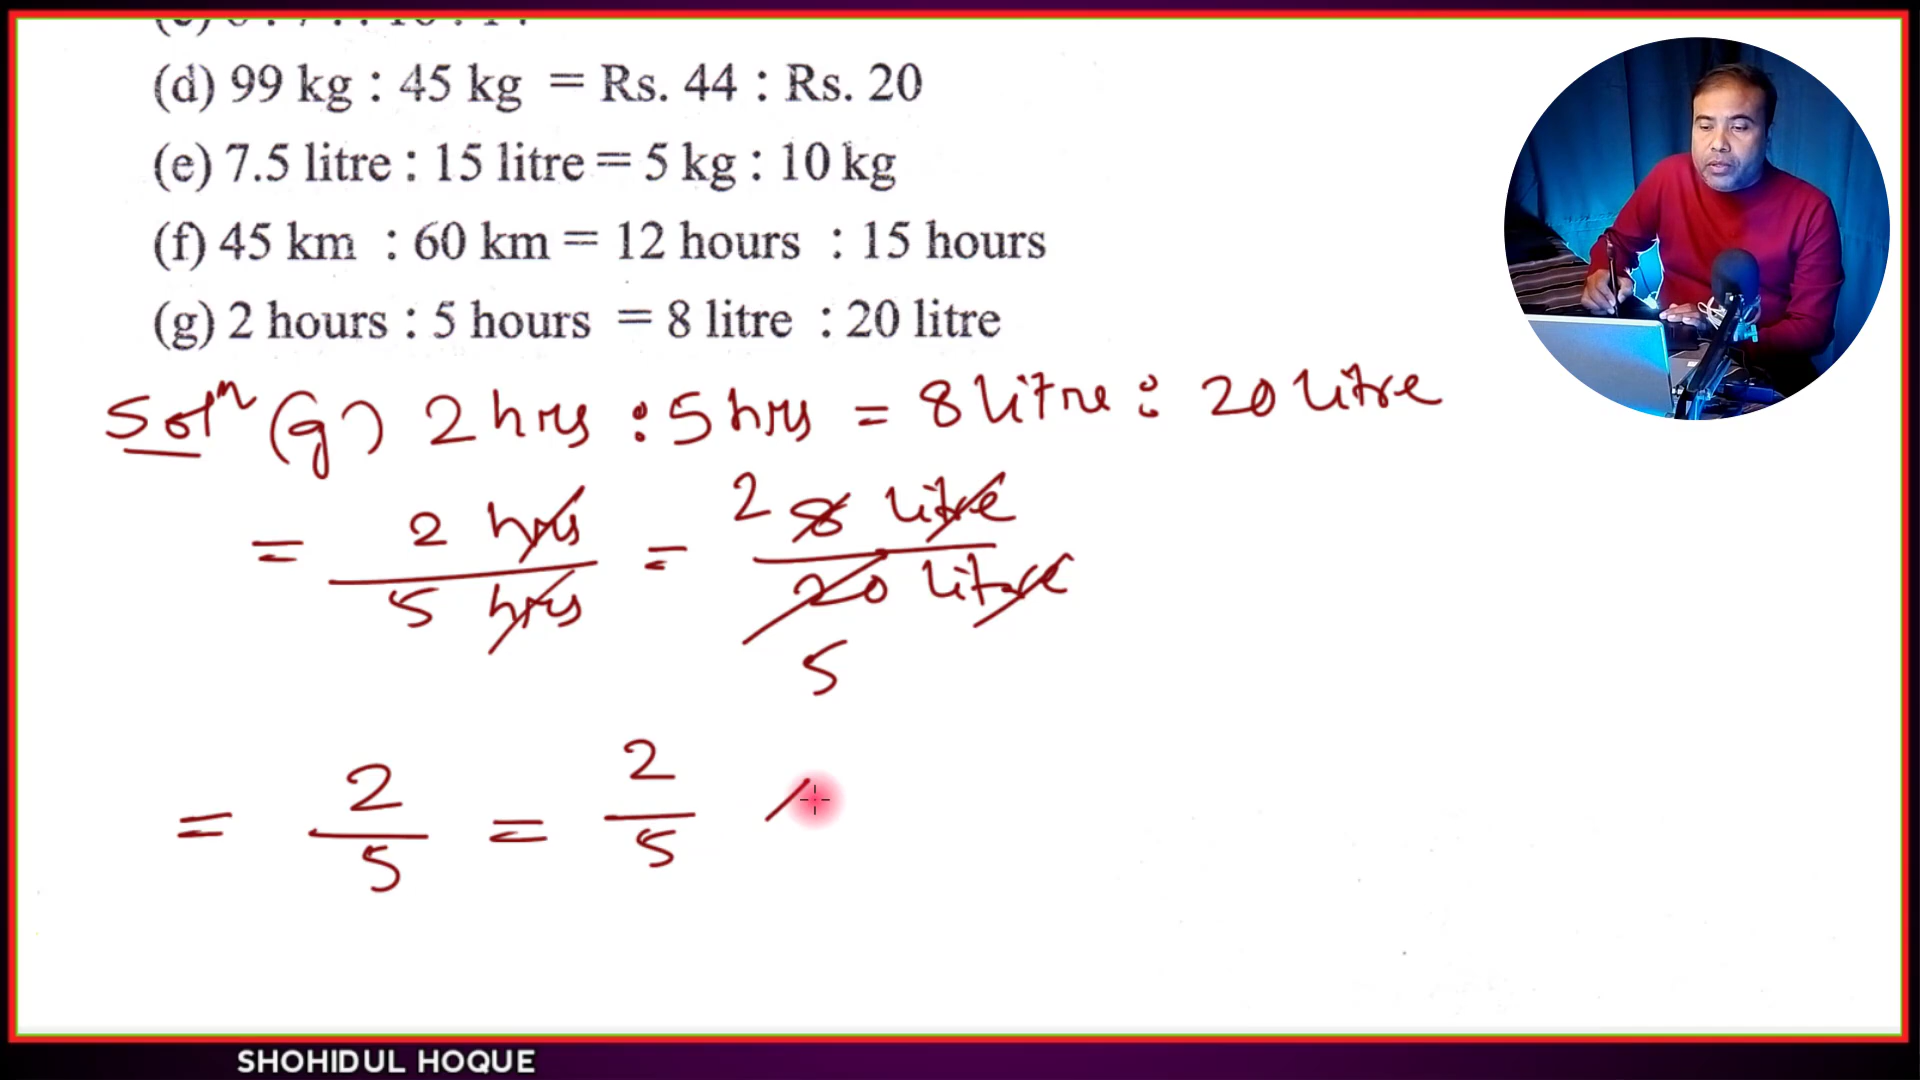 (d) 99 kg : 45 kg = Rs. 44 : Rs. 20
(e) 7.5 litre : 15 litre = 5 kg : 10 kg
(f) 45 km : 60 km = 12 hours : 15 hours
(g) 2 hours : 5 hours = 8 litre : 20 litre
Solⁿ (g) 2 hrs : 5 hrs = 8 litre : 20 litre
= 2 hrs / 5 hrs = 2 8 litre / 20 litre 5
= 2/5 = 2/5
SHOHIDUL HOQUE